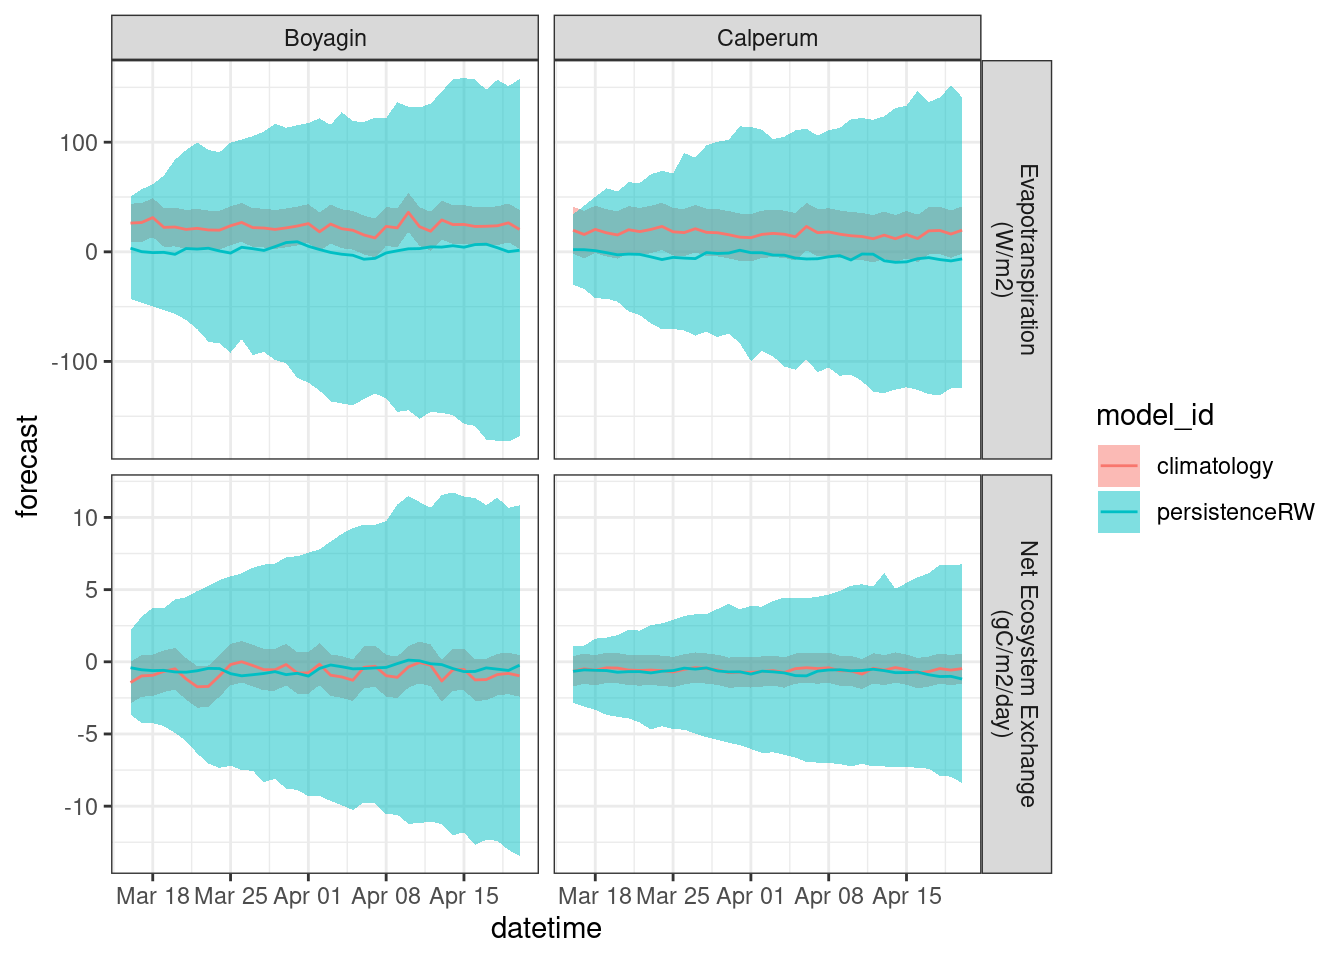 Boyagin
Calperum
100
0
-100
Evapotranspiration
(W/m2)
10
5
0
-5
-10
Net Ecosystem Exchange
(gC/m2/day)
forecast
Mar 18 Mar 25 Apr 01 Apr 08 Apr 15
Mar 18 Mar 25 Apr 01 Apr 08 Apr 15
datetime
model_id
climatology
persistenceRW